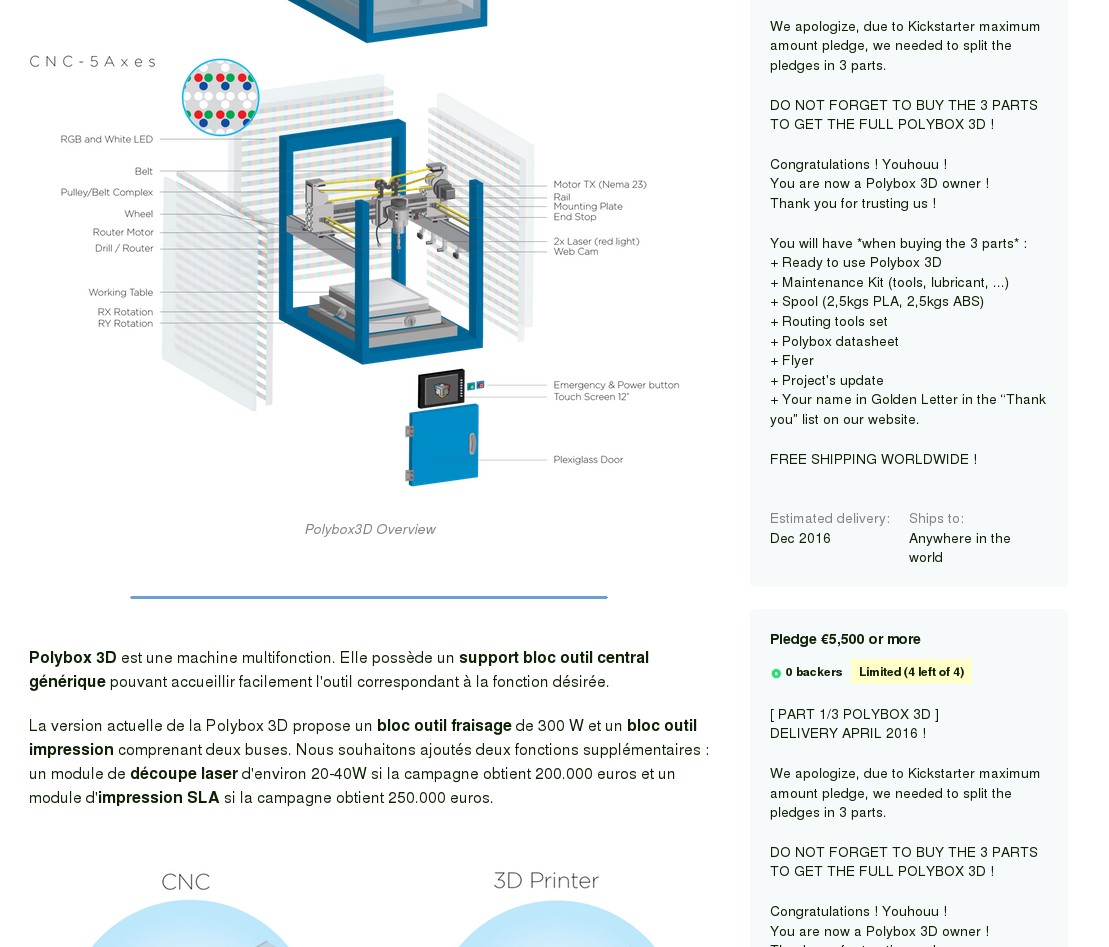 CNC-5Axes
RGB and White LED
Belt
Pulley/Belt Complex
Wheel
Router Motor
Drill / Router
Working Table
RX Rotation
RY Rotation
Motor TX (Nema 23)
Rail
Mounting Plate
End Stop
2x Laser (red light)
Web Cam
Emergency & Power button
Touch Screen 12"
Plexiglass Door
Polybox3D Overview
Polybox 3D est une machine multifonction. Elle possède un support bloc outil central
générique pouvant accueillir facilement l'outil correspondant à la fonction désirée.
La version actuelle de la Polybox 3D propose un bloc outil fraisage de 300 W et un bloc outil
impression comprenant deux buses. Nous souhaitons ajoutés deux fonctions supplémentaires :
un module de découpe laser d'environ 20-40W si la campagne obtient 200.000 euros et un
module d'impression SLA si la campagne obtient 250.000 euros.
CNC
3D Printer
We apologize, due to Kickstarter maximum
amount pledge, we needed to split the
pledges in 3 parts.
DO NOT FORGET TO BUY THE 3 PARTS
TO GET THE FULL POLYBOX 3D !
Congratulations ! Youhouu !
You are now a Polybox 3D owner !
Thank you for trusting us !
You will have *when buying the 3 parts* :
+ Ready to use Polybox 3D
+ Maintenance Kit (tools, lubricant, ...)
+ Spool (2,5kgs PLA, 2,5kgs ABS)
+ Routing tools set
+ Polybox datasheet
+ Flyer
+ Project's update
+ Your name in Golden Letter in the “Thank
you” list on our website.
FREE SHIPPING WORLDWIDE !
Estimated delivery:
Dec 2016
Ships to:
Anywhere in the
world
Pledge €5,500 or more
0 backers Limited (4 left of 4)
[ PART 1/3 POLYBOX 3D ]
DELIVERY APRIL 2016 !
We apologize, due to Kickstarter maximum
amount pledge, we needed to split the
pledges in 3 parts.
DO NOT FORGET TO BUY THE 3 PARTS
TO GET THE FULL POLYBOX 3D !
Congratulations ! Youhouu !
You are now a Polybox 3D owner !